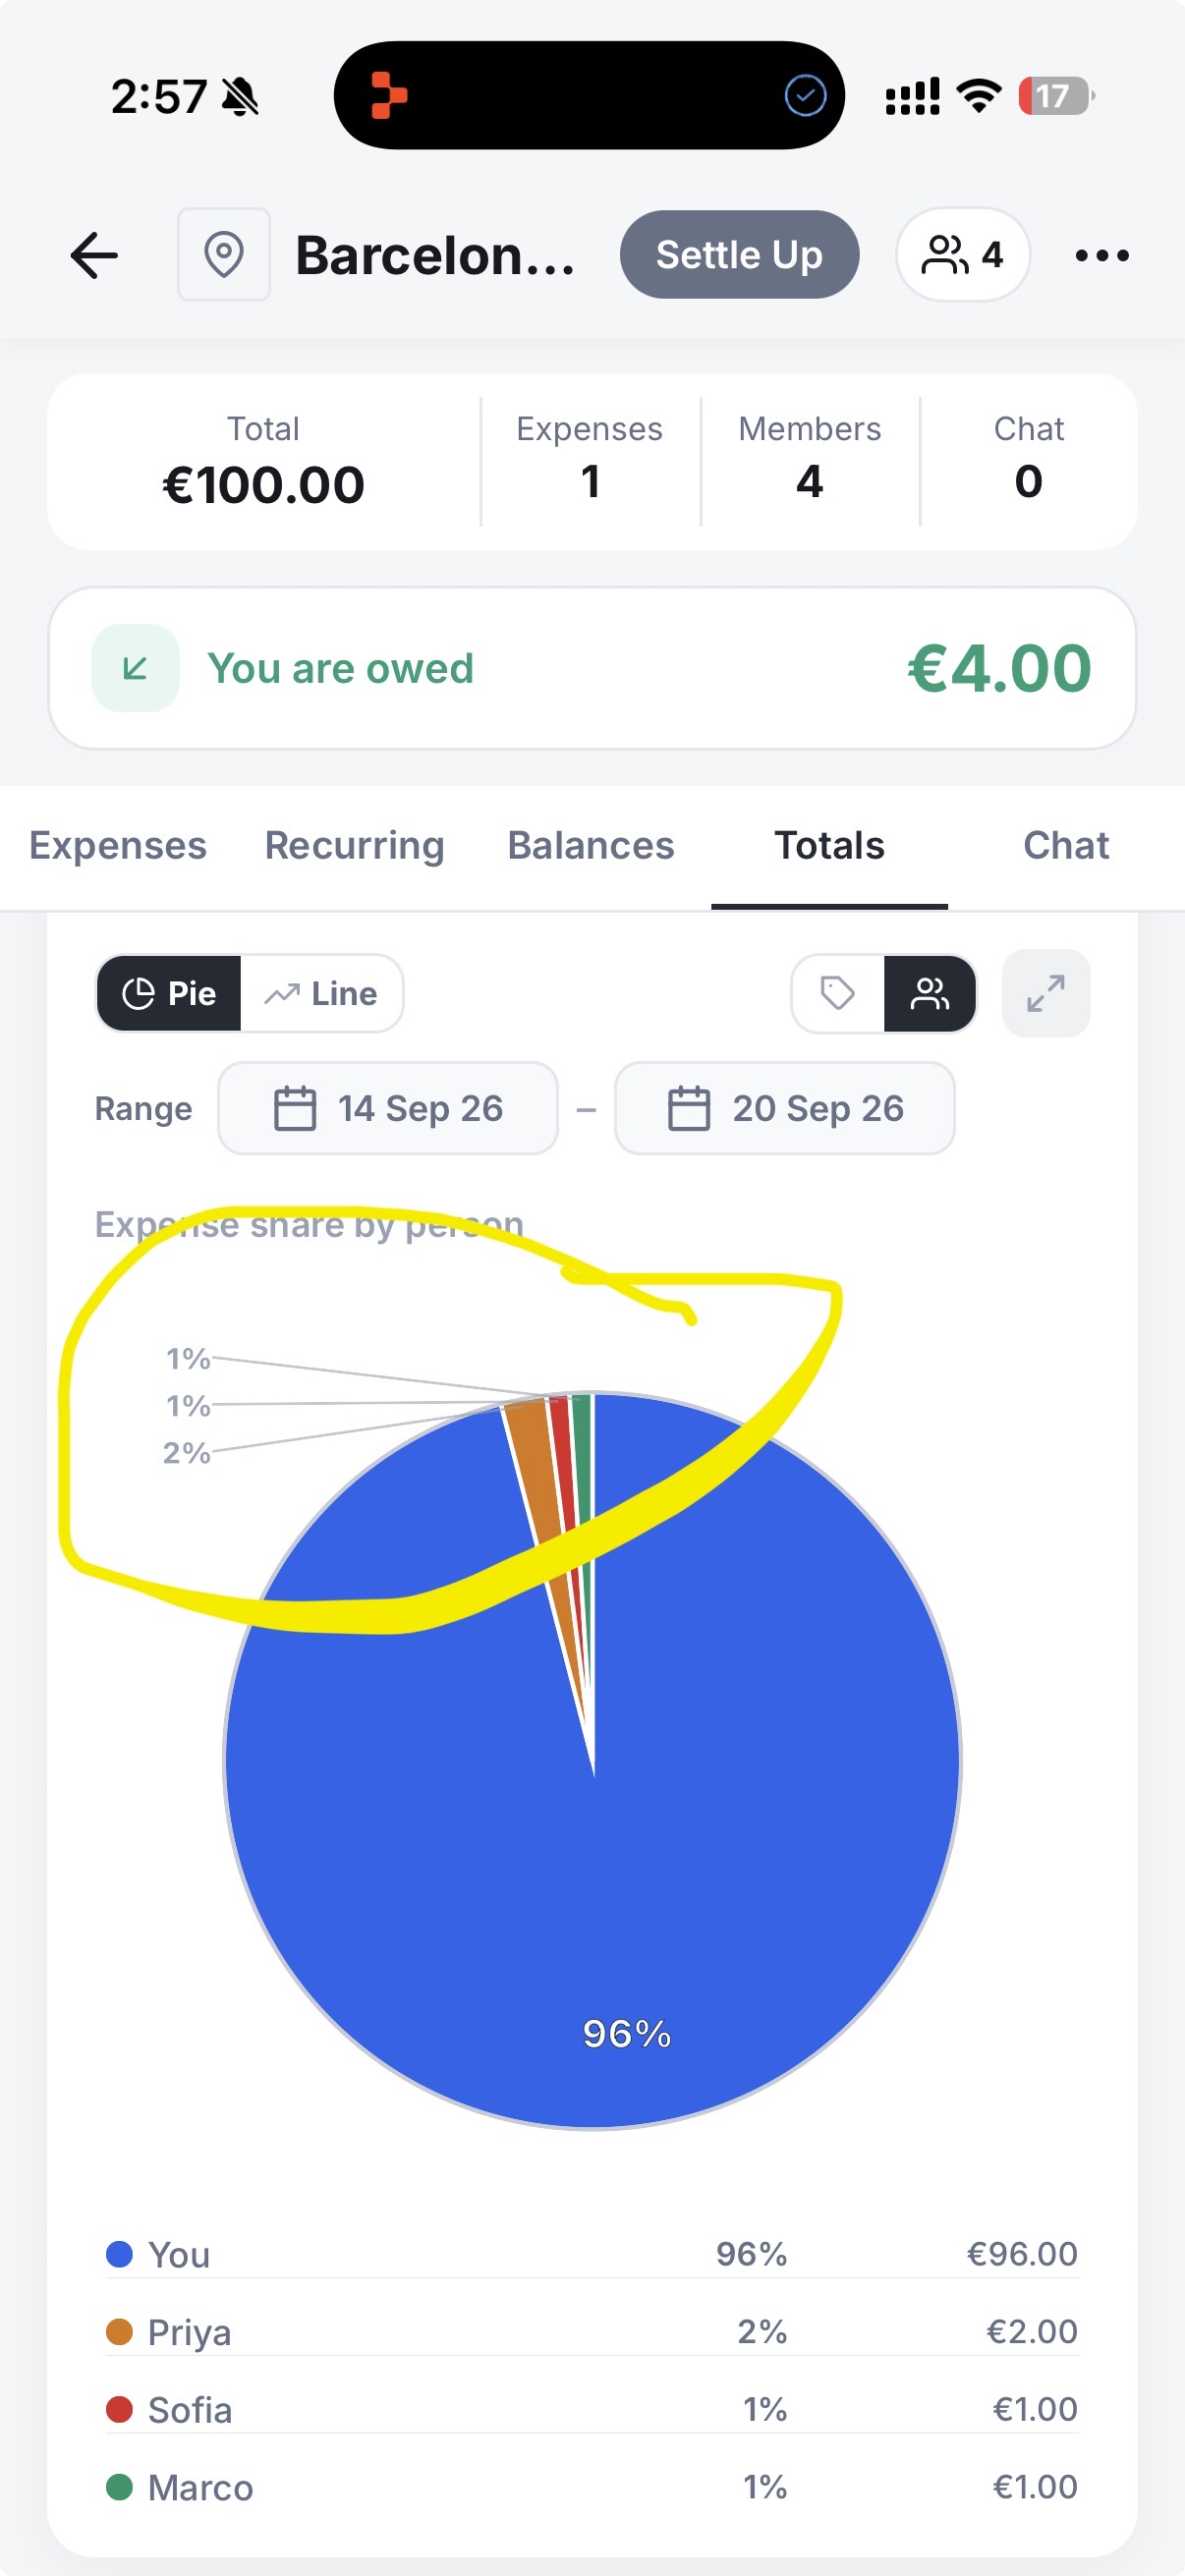 2:57
17
Barcelon...
Settle Up
4
Total
Expenses
Members
Chat
€100.00
1
4
0
You are owed
€4.00
Expenses
Recurring
Balances
Totals
Chat
Pie
Line
Range
14 Sep 26
–
20 Sep 26
Expense share by person
1%
1%
2%
96%
You 96% €96.00
Priya 2% €2.00
Sofia 1% €1.00
Marco 1% €1.00